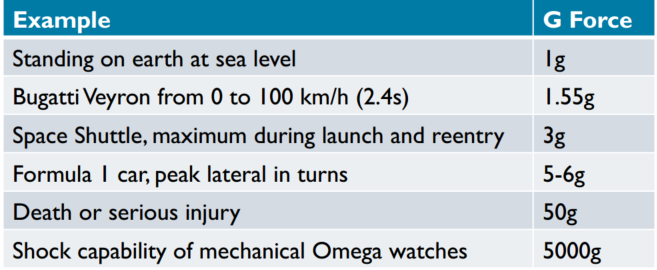 Example G Force
Standing on earth at sea level 1g
Bugatti Veyron from 0 to 100 km/h (2.4s) 1.55g
Space Shuttle, maximum during launch and reentry 3g
Formula 1 car, peak lateral in turns 5-6g
Death or serious injury 50g
Shock capability of mechanical Omega watches 5000g